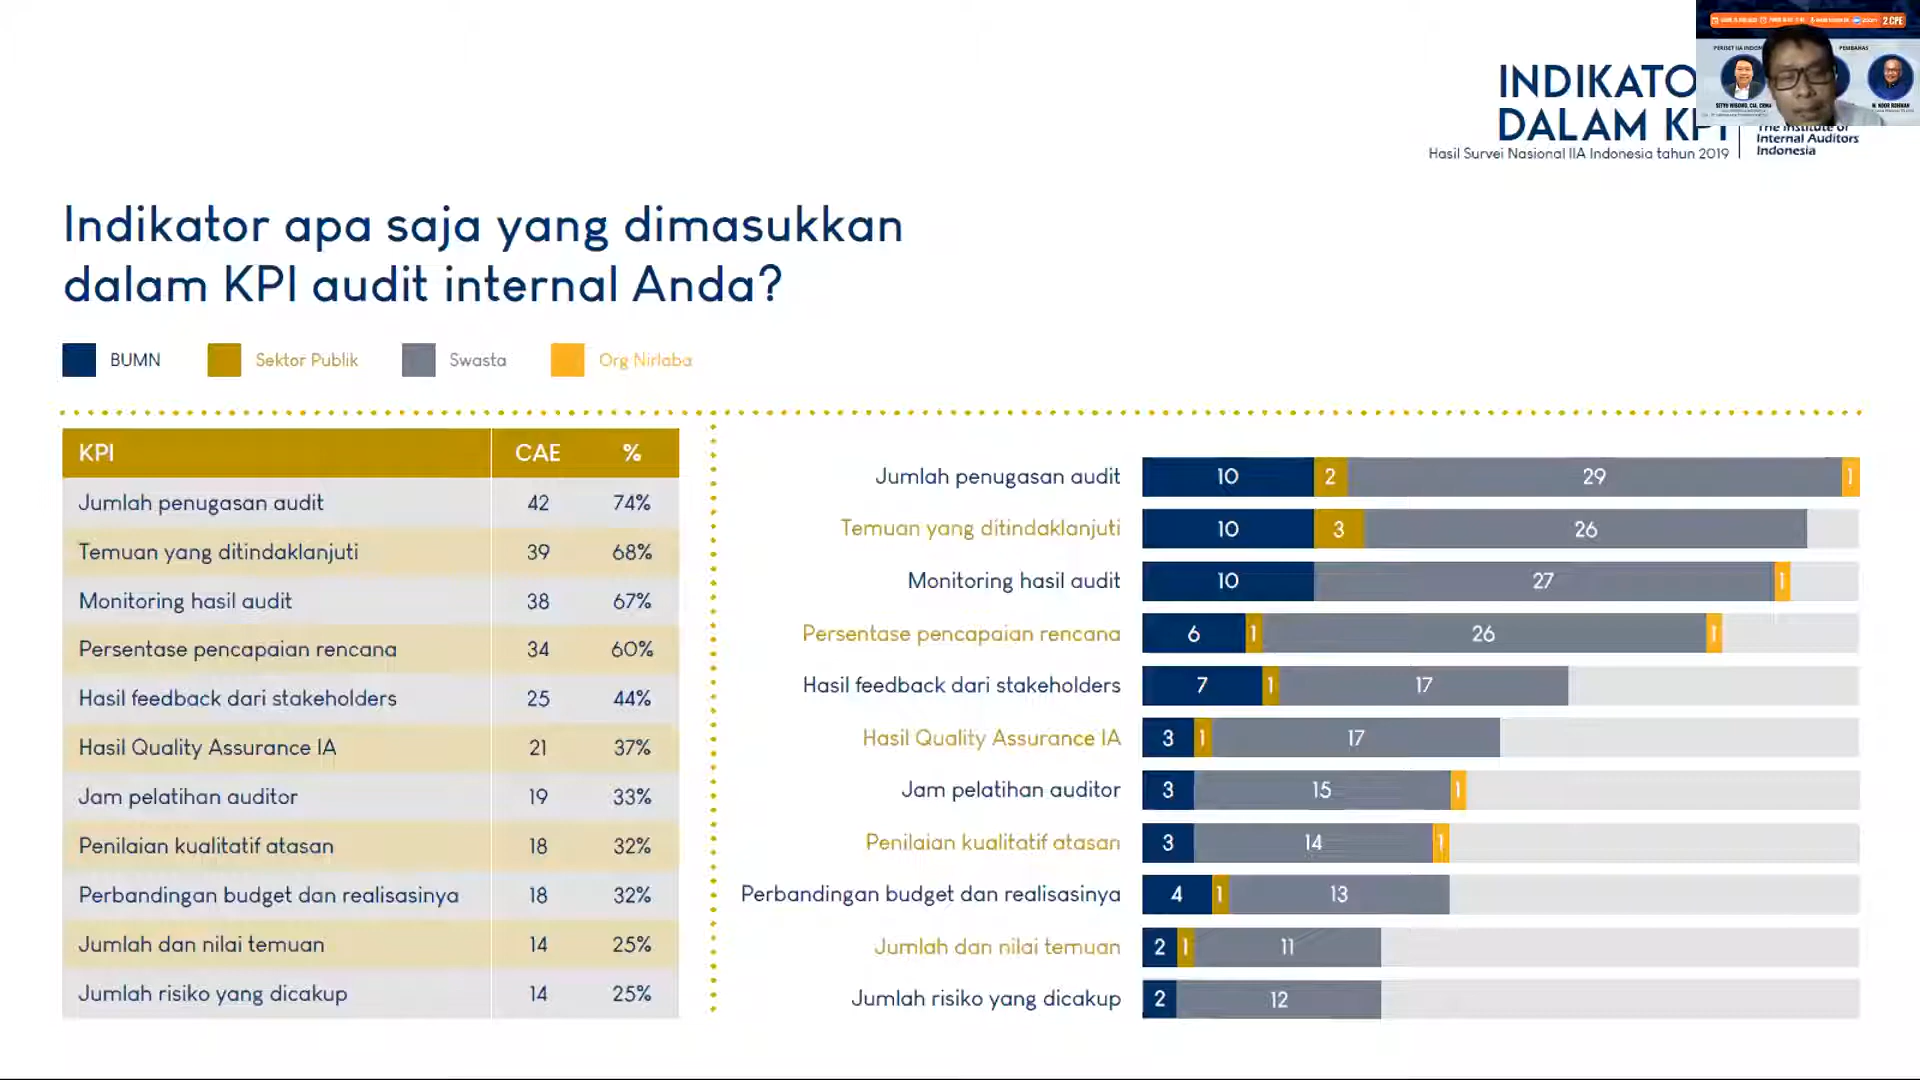 2 CPE
PEMBAHAS
INDIKATO
DALAM KPI
Hasil Survei Nasional IIA Indonesia tahun 2019
The Institute of
Internal Auditors
Indonesia
Indikator apa saja yang dimasukkan
dalam KPI audit internal Anda?
BUMN Sektor Publik Swasta Org Nirlaba
KPI CAE %
Jumlah penugasan audit 42 74%
Temuan yang ditindaklanjuti 39 68%
Monitoring hasil audit 38 67%
Persentase pencapaian rencana 34 60%
Hasil feedback dari stakeholders 25 44%
Hasil Quality Assurance IA 21 37%
Jam pelatihan auditor 19 33%
Penilaian kualitatif atasan 18 32%
Perbandingan budget dan realisasinya 18 32%
Jumlah dan nilai temuan 14 25%
Jumlah risiko yang dicakup 14 25%
Jumlah penugasan audit 10 2 29 1
Temuan yang ditindaklanjuti 10 3 26
Monitoring hasil audit 10 27 1
Persentase pencapaian rencana 6 1 26 1
Hasil feedback dari stakeholders 7 1 17
Hasil Quality Assurance IA 3 1 17
Jam pelatihan auditor 3 15 1
Penilaian kualitatif atasan 3 14 1
Perbandingan budget dan realisasinya 4 1 13
Jumlah dan nilai temuan 2 1 11
Jumlah risiko yang dicakup 2 12